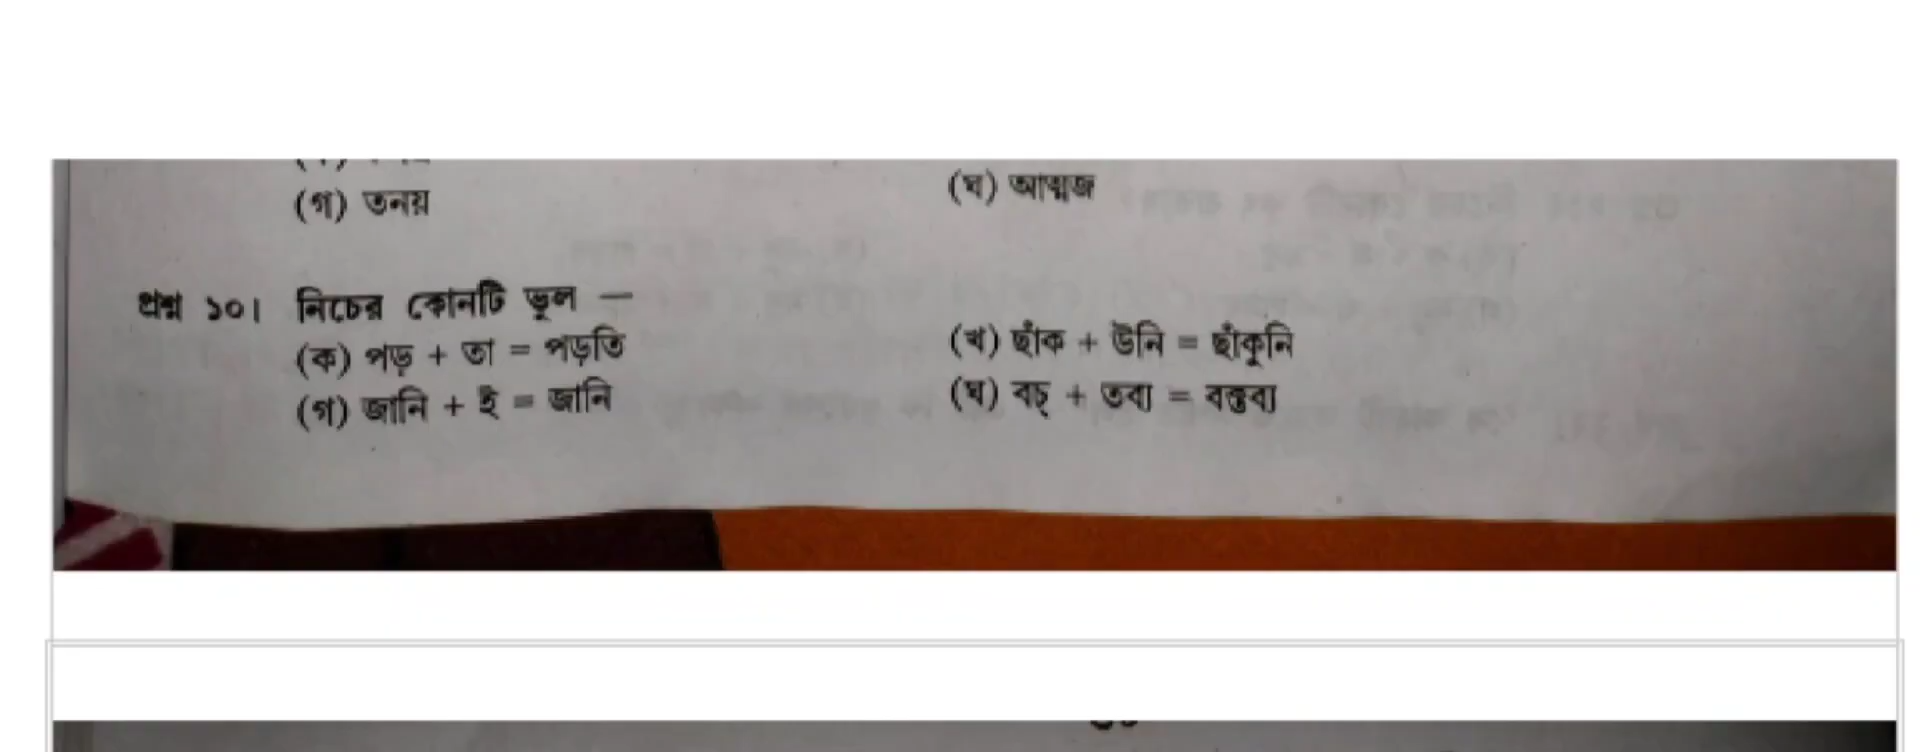 (গ) তনয় (ঘ) আত্মজ
প্রশ্ন ১০। নিচের কোনটি ভুল —
(ক) পড় + তা = পড়তি (খ) ছাঁক + উনি = ছাঁকুনি
(গ) জানি + ই = জানি (ঘ) বচ্ + তব্য = বক্তব্য